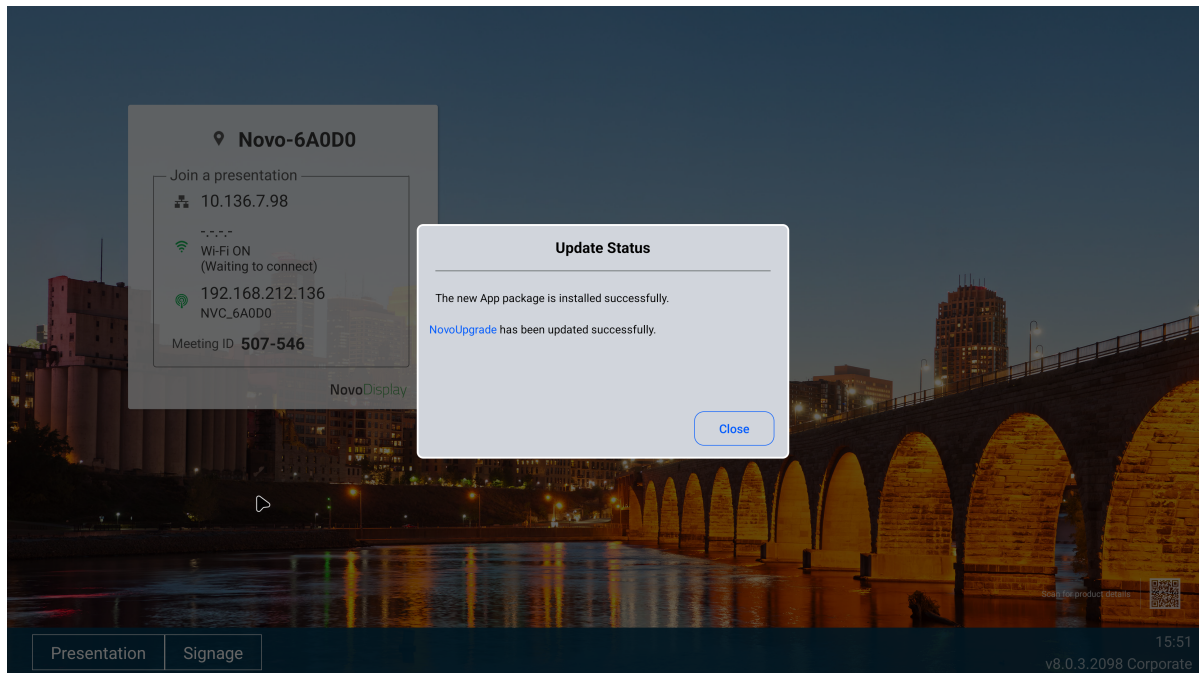 Novo-6A0D0
Join a presentation
10.136.7.98
-.-.-.-
Wi-Fi ON
(Waiting to connect)
192.168.212.136
NVC_6A0D0
Meeting ID 507-546
NovoDisplay
Update Status
The new App package is installed successfully.
NovoUpgrade has been updated successfully.
Close
Scan for product details
Presentation
Signage
15:51
v8.0.3.2098 Corporate